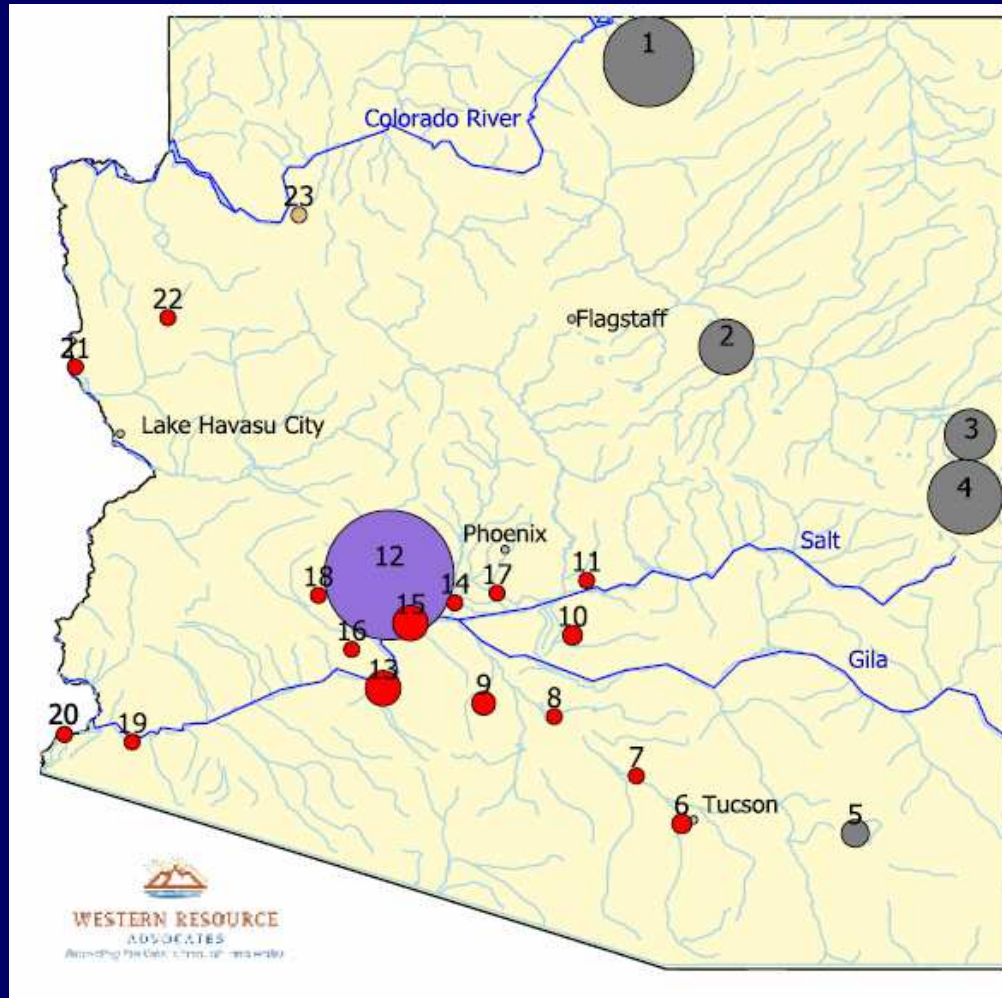 1
Colorado River
23
22
Flagstaff
2
21
Lake Havasu City
3
4
Phoenix
Salt
12
11
18
14
17
15
10
16
Gila
13
9
8
20
19
7
6
Tucson
5
WESTERN RESOURCE
ADVOCATES